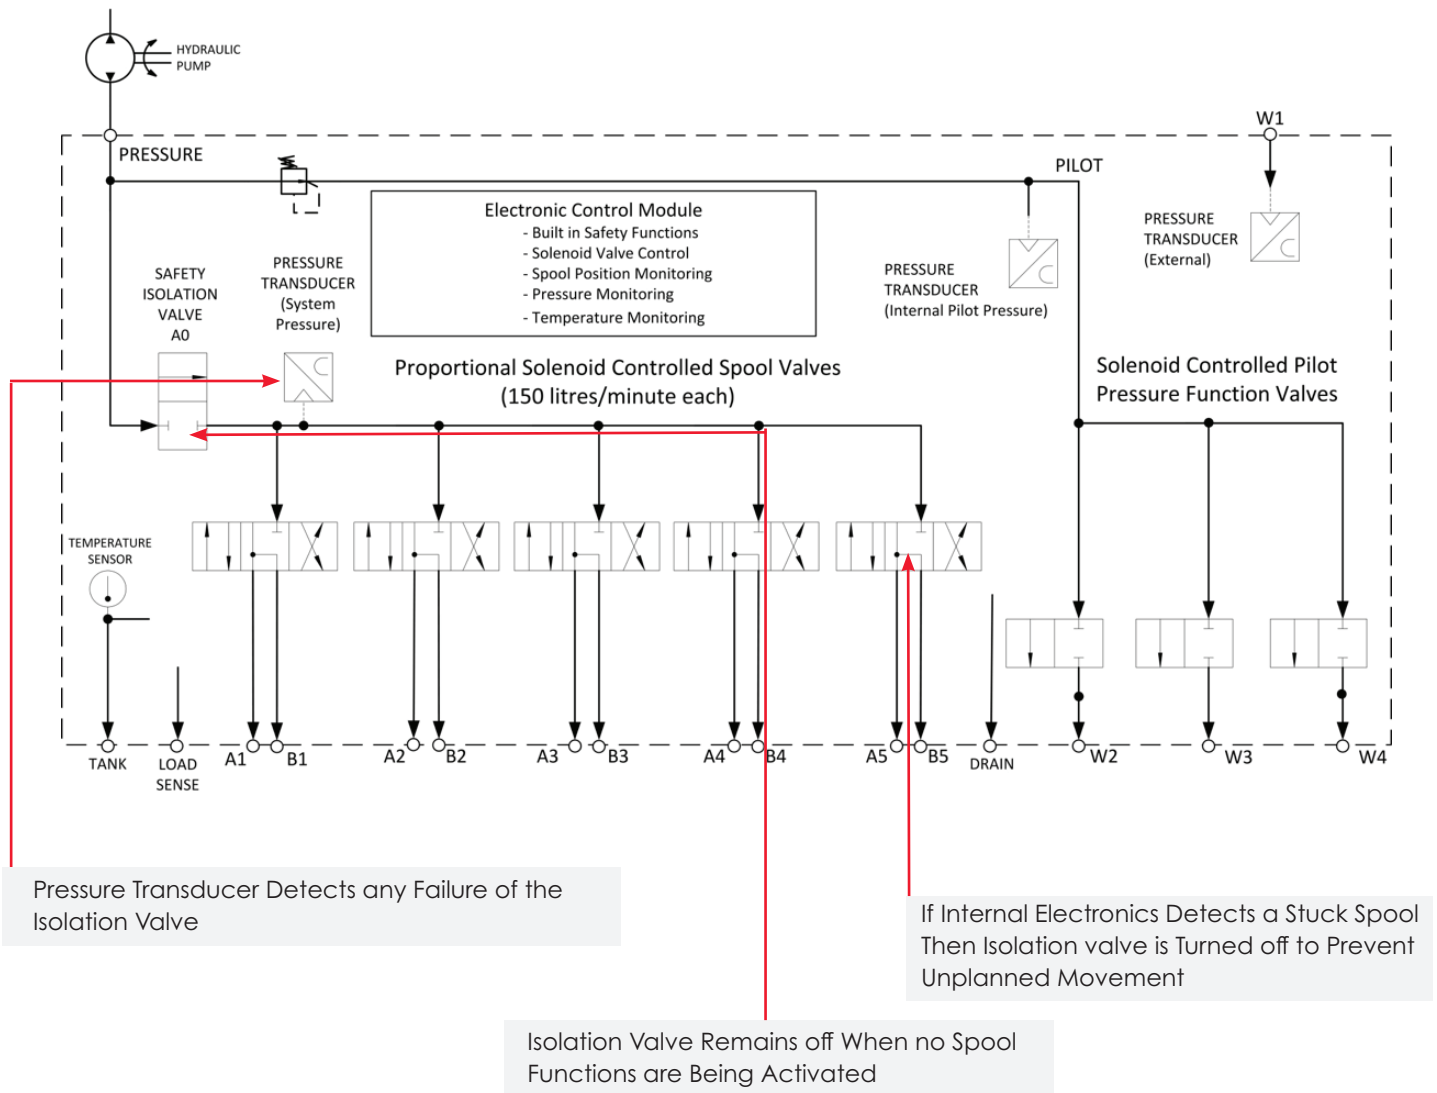 HYDRAULIC
PUMP
W1
PRESSURE
PILOT
Electronic Control Module
- Built in Safety Functions
- Solenoid Valve Control
- Spool Position Monitoring
- Pressure Monitoring
- Temperature Monitoring
PRESSURE
TRANSDUCER
(External)
SAFETY
ISOLATION
VALVE
A0
PRESSURE
TRANSDUCER
(System
Pressure)
PRESSURE
TRANSDUCER
(Internal Pilot Pressure)
Proportional Solenoid Controlled Spool Valves
(150 litres/minute each)
Solenoid Controlled Pilot
Pressure Function Valves
TEMPERATURE
SENSOR
TANK
LOAD
SENSE
A1
B1
A2
B2
A3
B3
A4
B4
A5
B5
DRAIN
W2
W3
W4
Pressure Transducer Detects any Failure of the
Isolation Valve
If Internal Electronics Detects a Stuck Spool
Then Isolation valve is Turned off to Prevent
Unplanned Movement
Isolation Valve Remains off When no Spool
Functions are Being Activated